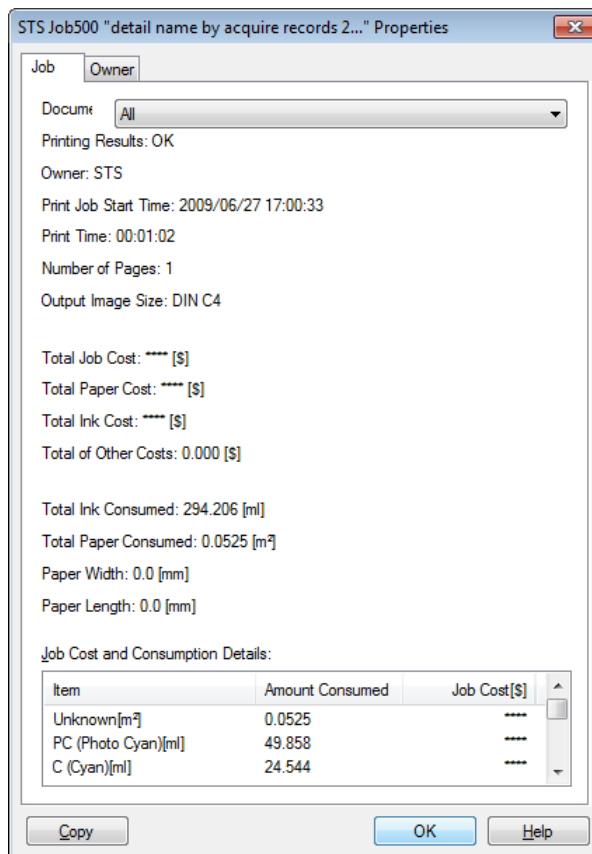 STS Job500 "detail name by acquire records 2..." Properties
Job Owner
Docume All
Printing Results: OK
Owner: STS
Print Job Start Time: 2009/06/27 17:00:33
Print Time: 00:01:02
Number of Pages: 1
Output Image Size: DIN C4
Total Job Cost: **** [$]
Total Paper Cost: **** [$]
Total Ink Cost: **** [$]
Total of Other Costs: 0.000 [$]
Total Ink Consumed: 294.206 [ml]
Total Paper Consumed: 0.0525 [m²]
Paper Width: 0.0 [mm]
Paper Length: 0.0 [mm]
Job Cost and Consumption Details:
Item Amount Consumed Job Cost[$]
Unknown[m²] 0.0525 ****
PC (Photo Cyan)[ml] 49.858 ****
C (Cyan)[ml] 24.544 ****
Copy OK Help